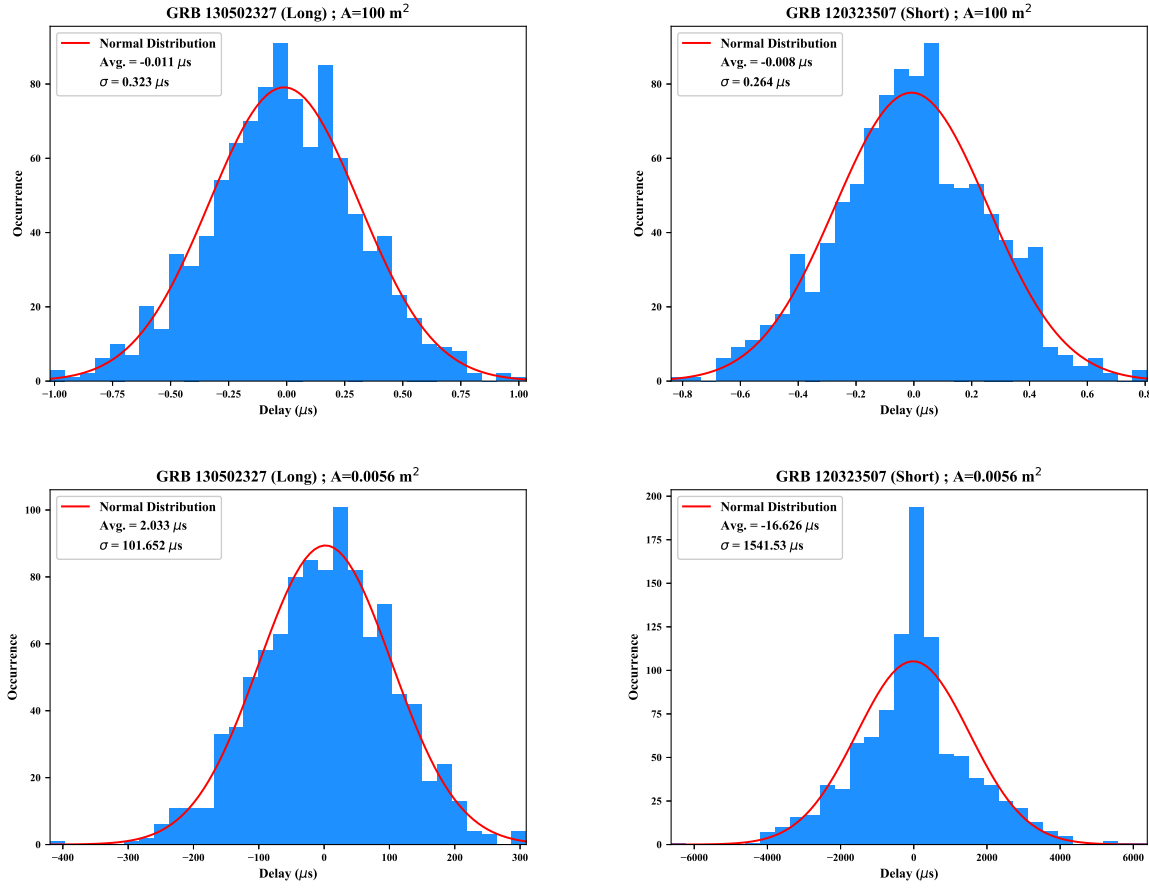 GRB 130502327 (Long) ; A=100 m²
Normal Distribution
Avg. = -0.011 μs
σ = 0.323 μs
Occurrence
80
60
40
20
0
−1.00 −0.75 −0.50 −0.25 0.00 0.25 0.50 0.75 1.00
Delay (μs)
GRB 120323507 (Short) ; A=100 m²
Normal Distribution
Avg. = -0.008 μs
σ = 0.264 μs
Occurrence
80
60
40
20
0
−0.8 −0.6 −0.4 −0.2 0.0 0.2 0.4 0.6 0.8
Delay (μs)
GRB 130502327 (Long) ; A=0.0056 m²
Normal Distribution
Avg. = 2.033 μs
σ = 101.652 μs
Occurrence
100
80
60
40
20
0
−400 −300 −200 −100 0 100 200 300
Delay (μs)
GRB 120323507 (Short) ; A=0.0056 m²
Normal Distribution
Avg. = -16.626 μs
σ = 1541.53 μs
Occurrence
200
175
150
125
100
75
50
25
0
−6000 −4000 −2000 0 2000 4000 6000
Delay (μs)